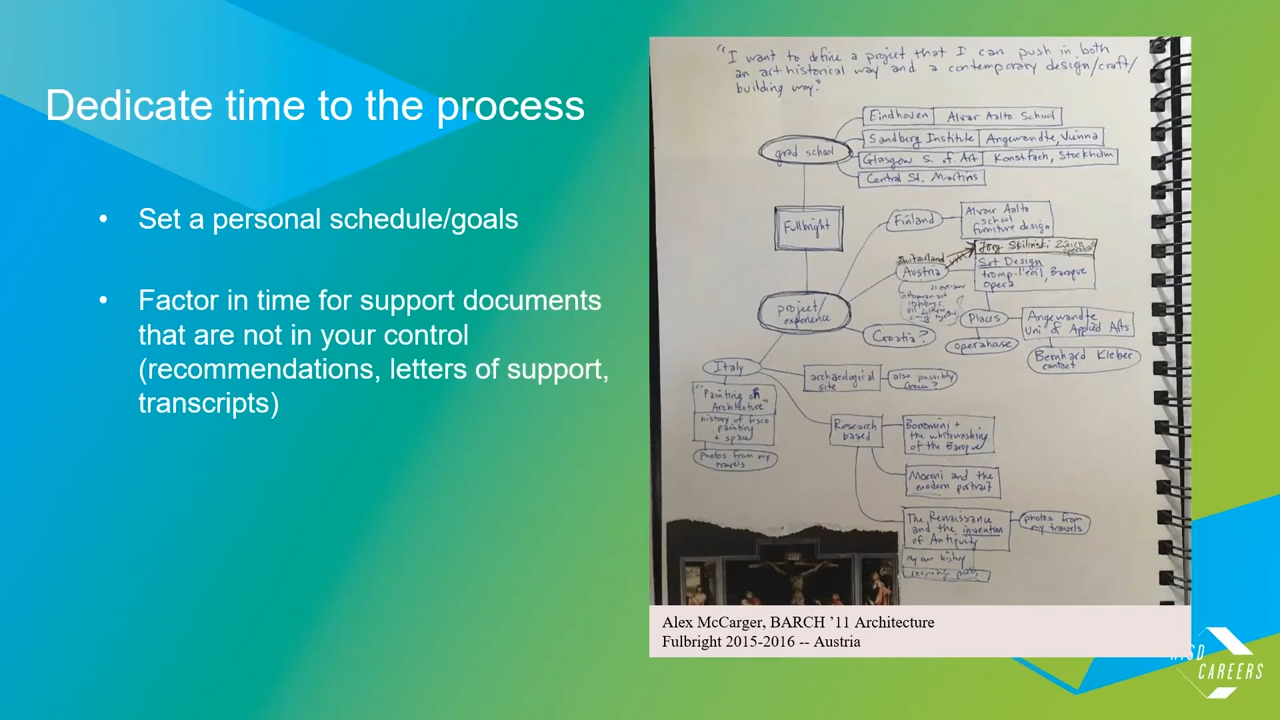 Dedicate time to the process
• Set a personal schedule/goals
• Factor in time for support documents
that are not in your control
(recommendations, letters of support,
transcripts)
"I want to define a project that I can push in both
an art historical way and a contemporary design/craft/
building way."
grad school
Eindhoven
Alvar Aalto School
Sandberg Institute
Angewandte, Vienna
Glasgow S. of Art
Konstfach, Stockholm
Central St. Martins
Fullbright
Finland
Alvar Aalto
school
furniture design
Switzerland
Austria
Set Design
tromp-l'oeil, Baroque
Opera
project/
experience
Places
Angewandte
Uni of Applied Arts
operahouse
Bernhard Kleber
contact
Croatia?
Italy
archaeological
site
also possibly
"Painting
Architecture"
history of
painting
+ space
photos from my
travels
Research
based
Borromini +
the whitewashing
of the Baroque
Moroni and the
modern portrait
The Renaissance
and the invention
of Antiquity
photos from
my travels
my own history
Alex McCarger, BARCH ’11 Architecture
Fulbright 2015-2016 -- Austria
RISD
CAREERS